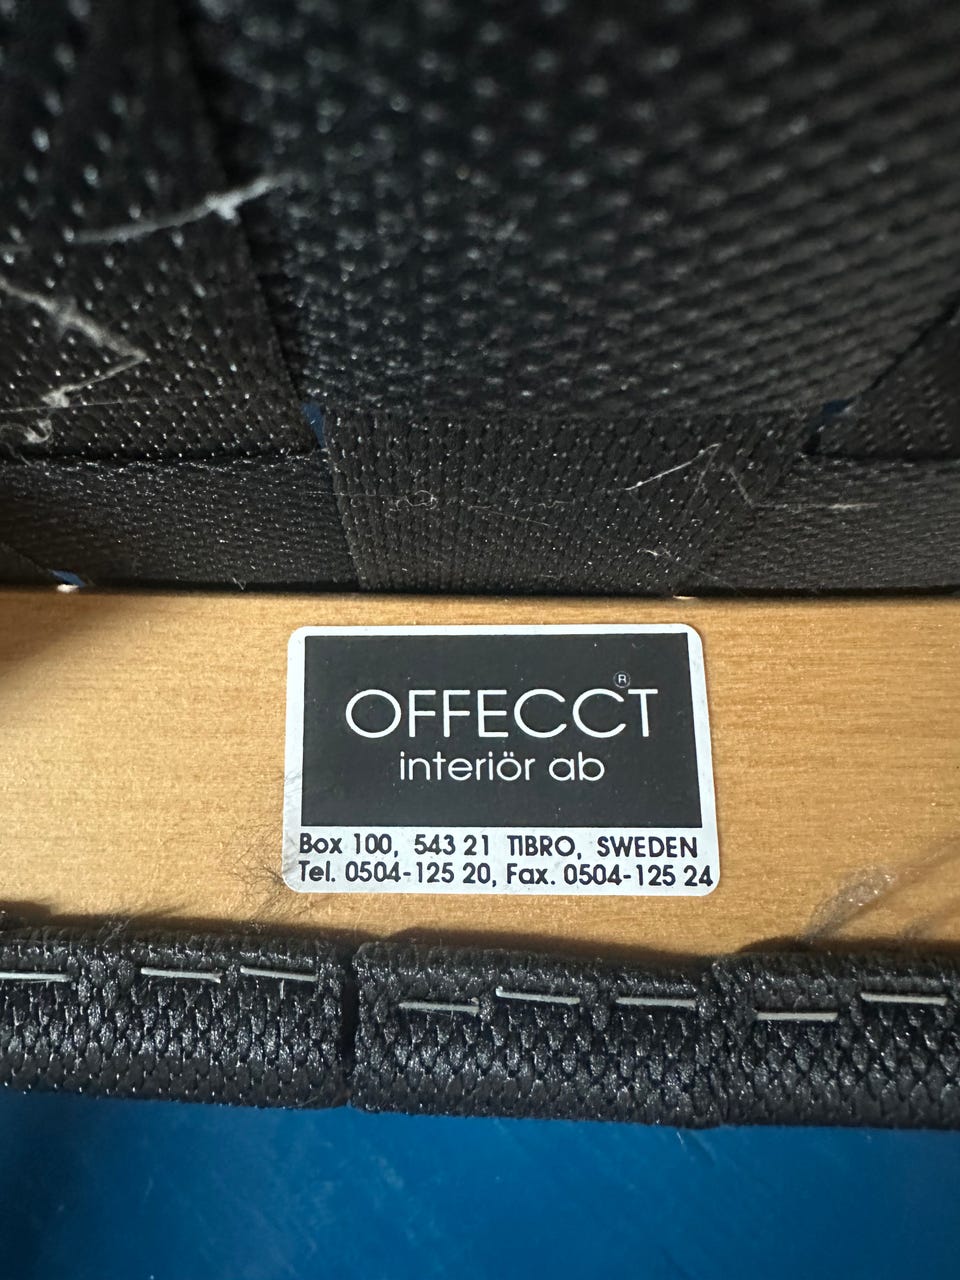 OFFECCT®
interiör ab
Box 100, 543 21 TIBRO, SWEDEN
Tel. 0504-125 20, Fax. 0504-125 24